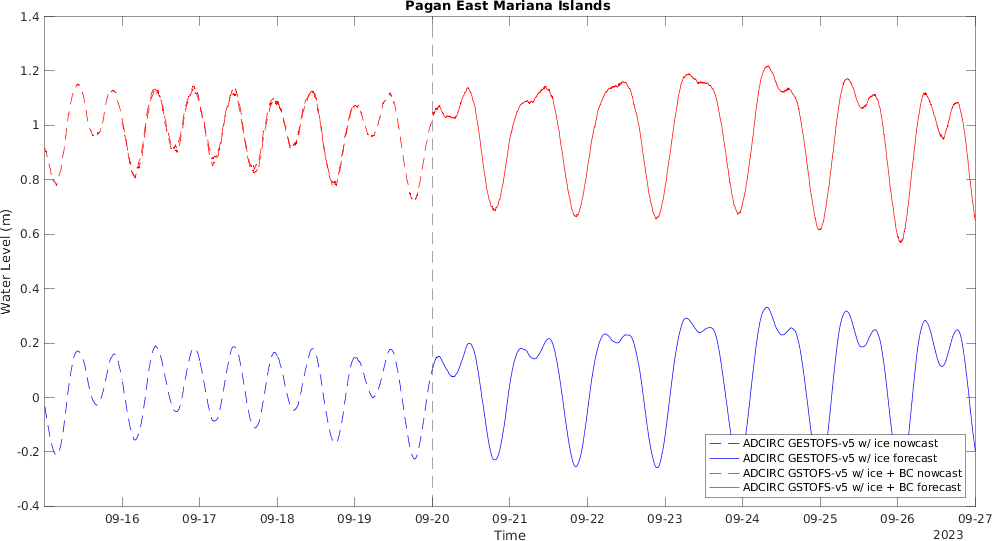 Pagan East Mariana Islands
1.4
1.2
1
0.8
0.6
0.4
0.2
0
-0.2
-0.4
Water Level (m)
ADCIRC GESTOFS-v5 w/ ice nowcast
ADCIRC GESTOFS-v5 w/ ice forecast
ADCIRC GSTOFS-v5 w/ ice + BC nowcast
ADCIRC GSTOFS-v5 w/ ice + BC forecast
09-16 09-17 09-18 09-19 09-20 09-21 09-22 09-23 09-24 09-25 09-26 09-27
Time 2023